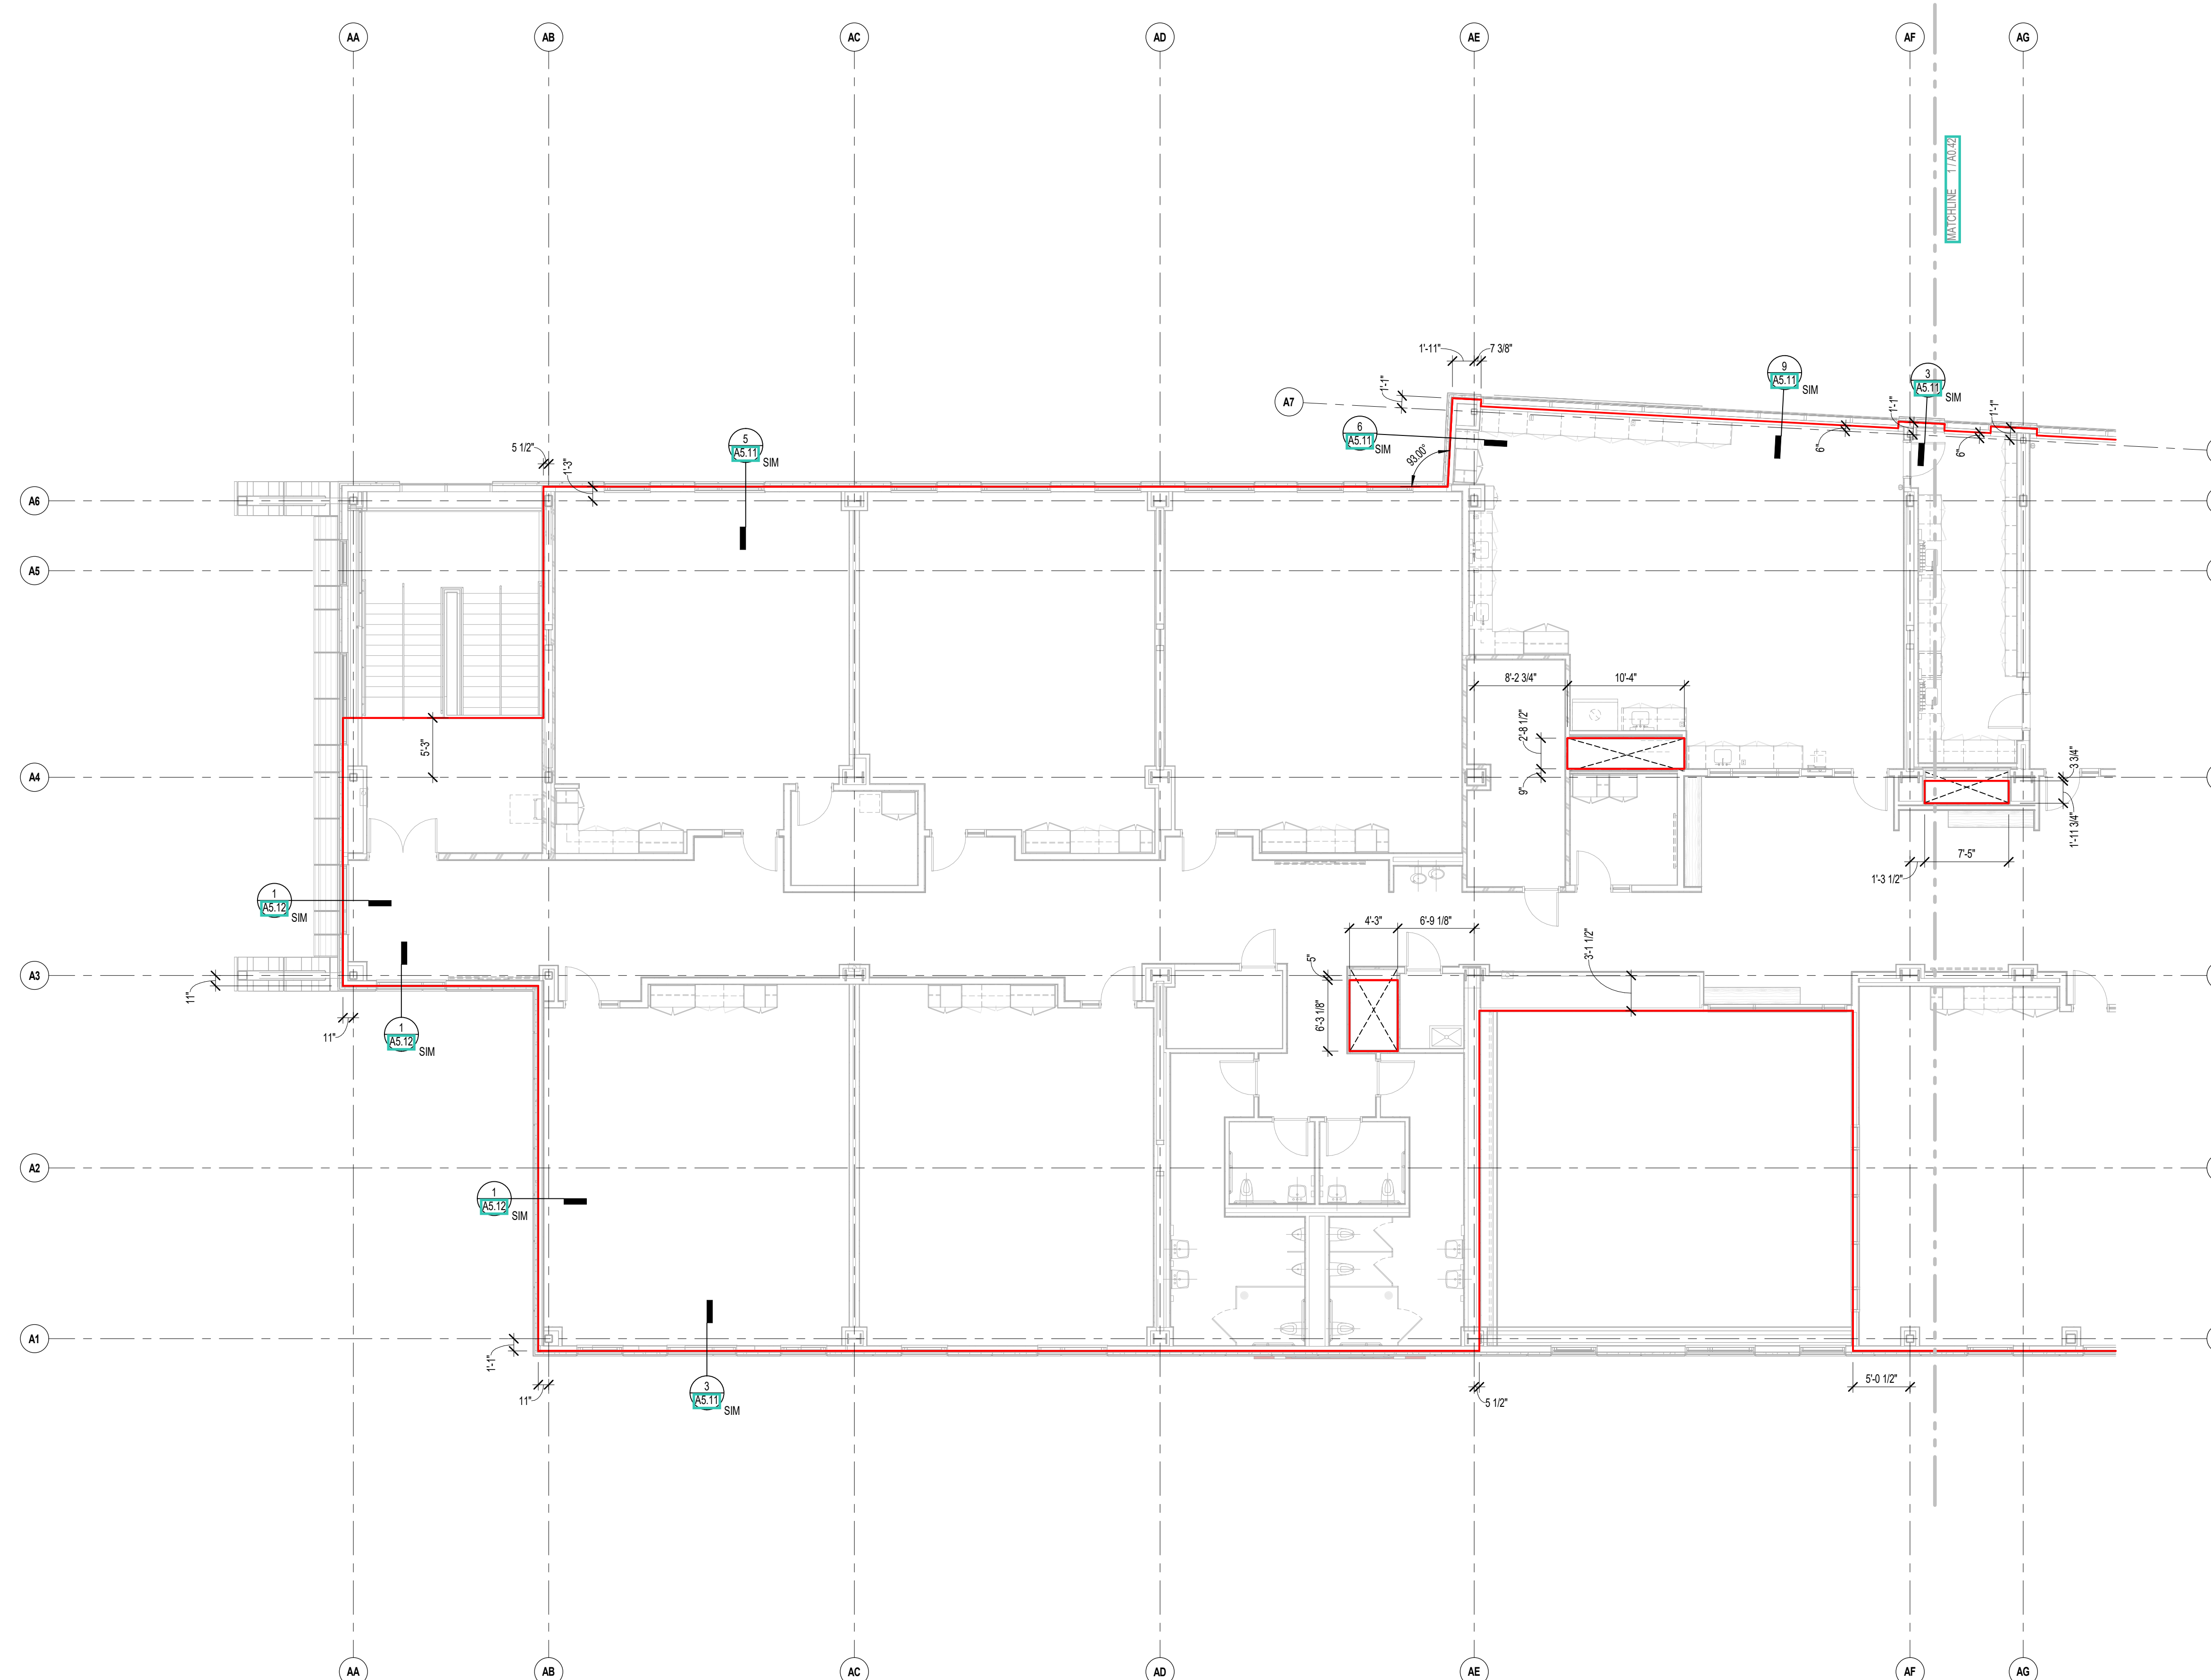 AA AB AC AD AE AF AG
MATCHLINE 1 / A0.42
1'-11" 7 3/8"
1'-1"
A7
9
A5.11
SIM
3
A5.11
SIM
1'-1"
1'-1"
6
A5.11
SIM
93.00°
6"
6"
5 1/2"
1'-3"
5
A5.11
SIM
A6
A5
8'-2 3/4" 10'-4"
2'-8 1/2"
9"
5'-3"
A4
3 3/4"
1'-11 3/4"
7'-5"
1'-3 1/2"
1
A5.12
SIM
4'-3" 6'-9 1/8"
5"
6'-3 1/8"
3'-1 1/2"
A3
11"
11"
1
A5.12
SIM
A2
1
A5.12
SIM
A1
1'-1"
11"
3
A5.11
SIM
5 1/2"
5'-0 1/2"
AA AB AC AD AE AF AG